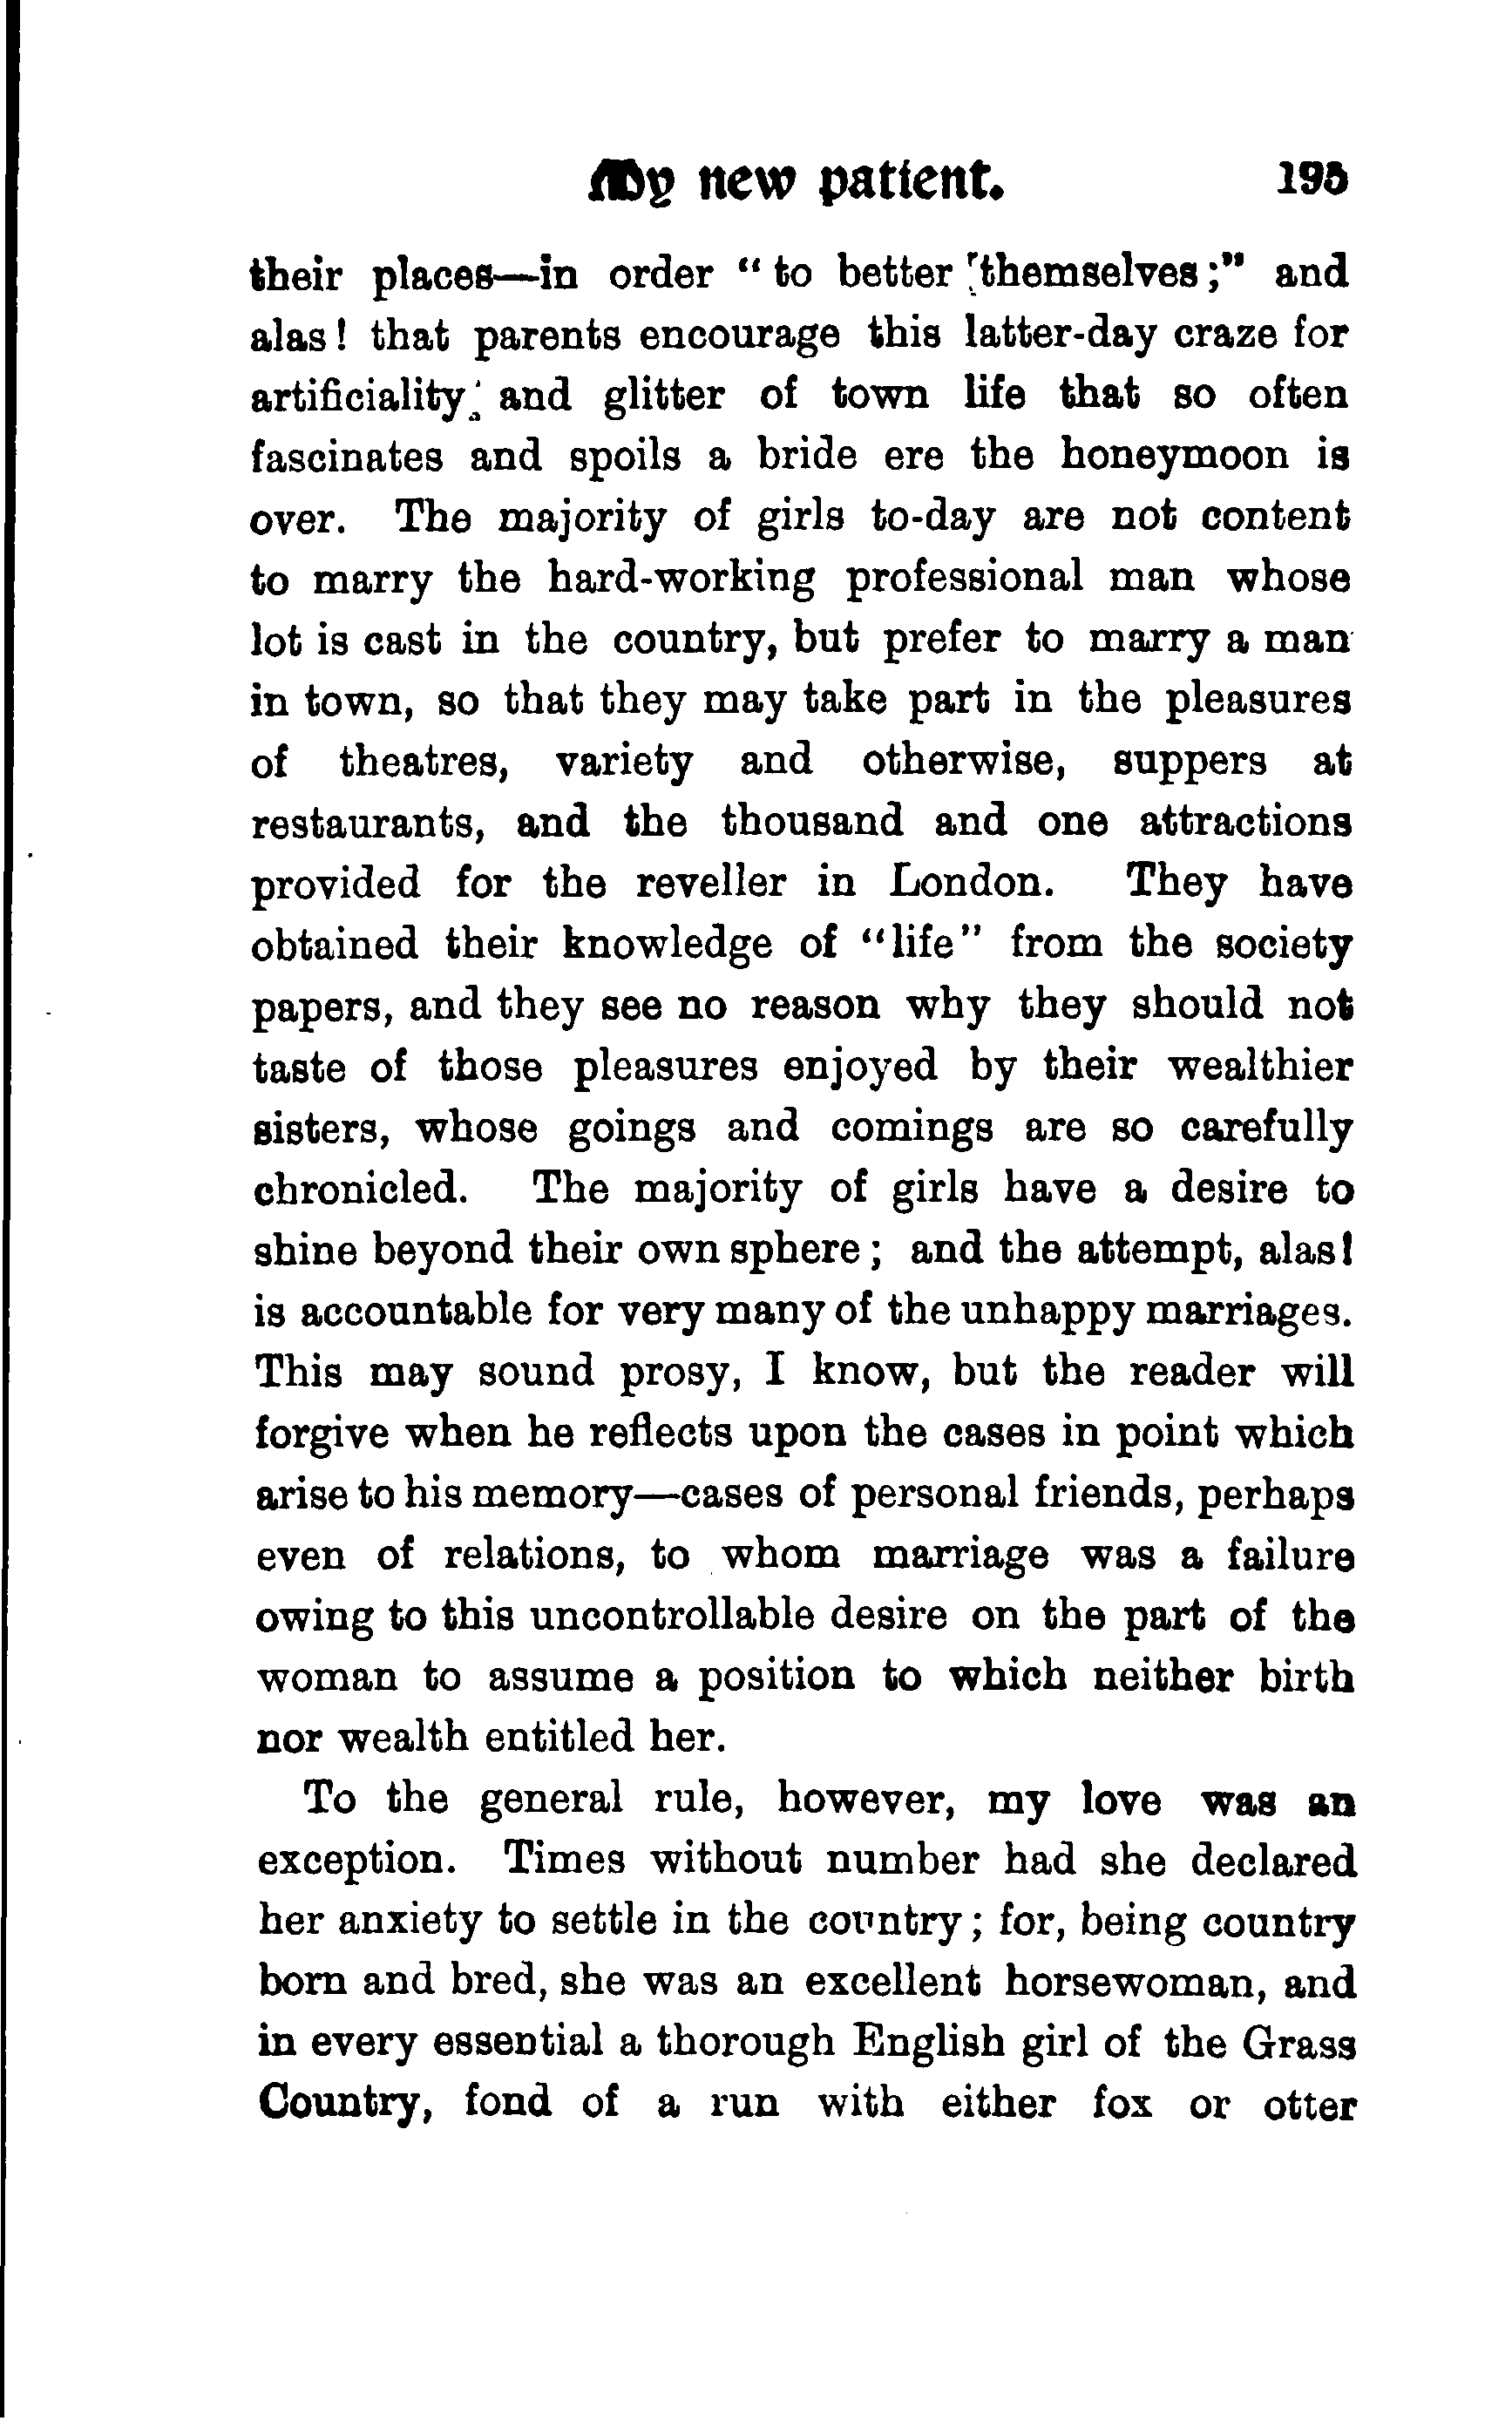 My new patient. 195
their places—in order "to better themselves;" and
alas! that parents encourage this latter-day craze for
artificiality and glitter of town life that so often
fascinates and spoils a bride ere the honeymoon is
over. The majority of girls to-day are not content
to marry the hard-working professional man whose
lot is cast in the country, but prefer to marry a man
in town, so that they may take part in the pleasures
of theatres, variety and otherwise, suppers at
restaurants, and the thousand and one attractions
provided for the reveller in London. They have
obtained their knowledge of "life" from the society
papers, and they see no reason why they should not
taste of those pleasures enjoyed by their wealthier
sisters, whose goings and comings are so carefully
chronicled. The majority of girls have a desire to
shine beyond their own sphere; and the attempt, alas!
is accountable for very many of the unhappy marriages.
This may sound prosy, I know, but the reader will
forgive when he reflects upon the cases in point which
arise to his memory—cases of personal friends, perhaps
even of relations, to whom marriage was a failure
owing to this uncontrollable desire on the part of the
woman to assume a position to which neither birth
nor wealth entitled her.
To the general rule, however, my love was an
exception. Times without number had she declared
her anxiety to settle in the country; for, being country
born and bred, she was an excellent horsewoman, and
in every essential a thorough English girl of the Grass
Country, fond of a run with either fox or otter